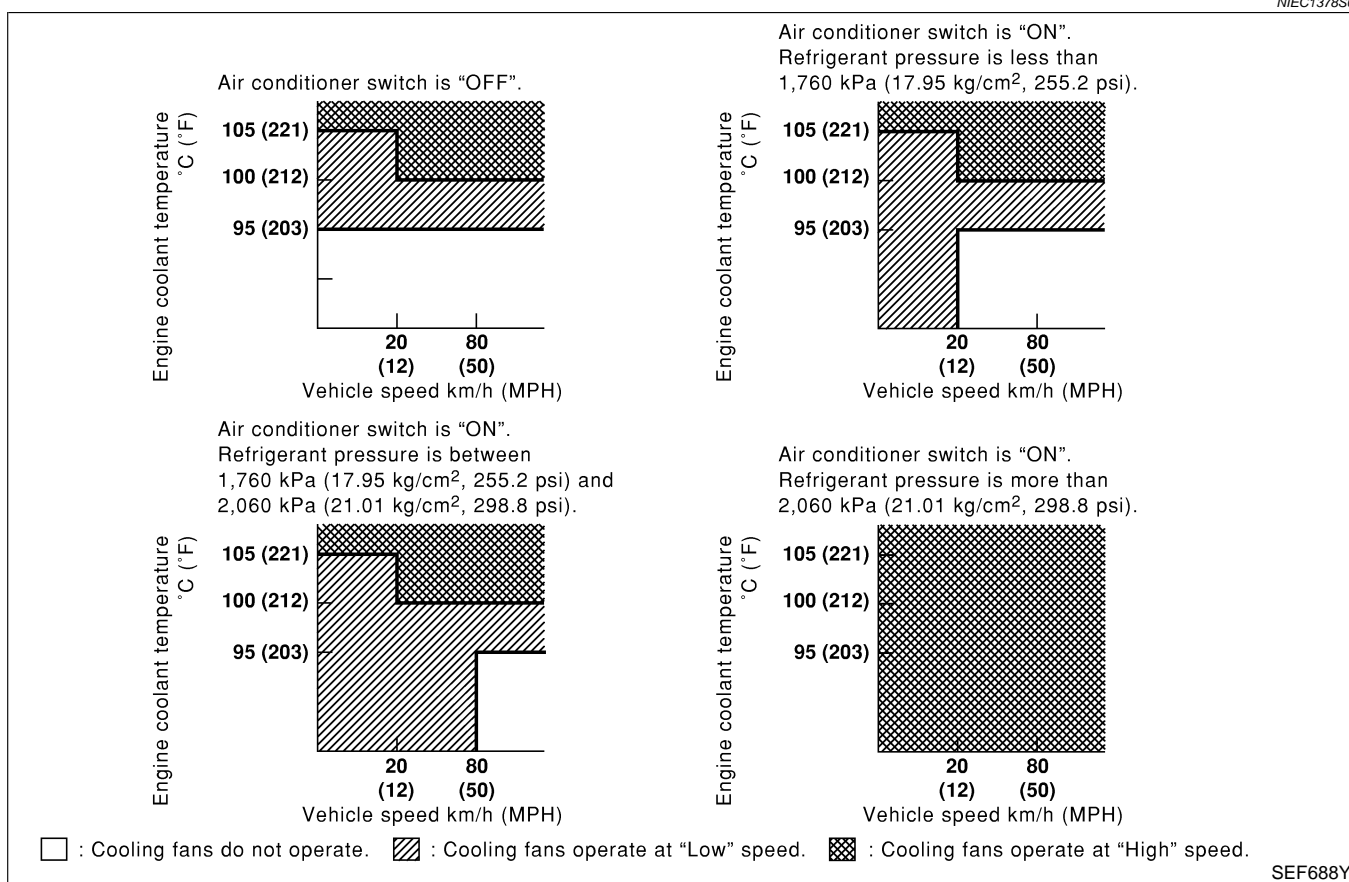 NIEC1378S0
Air conditioner switch is “OFF”.
Engine coolant temperature
°C (°F)
105 (221)
100 (212)
95 (203)
20
80
(12)
(50)
Vehicle speed km/h (MPH)
Air conditioner switch is “ON”.
Refrigerant pressure is less than
1,760 kPa (17.95 kg/cm², 255.2 psi).
Engine coolant temperature
°C (°F)
105 (221)
100 (212)
95 (203)
20
80
(12)
(50)
Vehicle speed km/h (MPH)
Air conditioner switch is “ON”.
Refrigerant pressure is between
1,760 kPa (17.95 kg/cm², 255.2 psi) and
2,060 kPa (21.01 kg/cm², 298.8 psi).
Engine coolant temperature
°C (°F)
105 (221)
100 (212)
95 (203)
20
80
(12)
(50)
Vehicle speed km/h (MPH)
Air conditioner switch is “ON”.
Refrigerant pressure is more than
2,060 kPa (21.01 kg/cm², 298.8 psi).
Engine coolant temperature
°C (°F)
105 (221)
100 (212)
95 (203)
20
80
(12)
(50)
Vehicle speed km/h (MPH)
: Cooling fans do not operate.
: Cooling fans operate at “Low” speed.
: Cooling fans operate at “High” speed.
SEF688Y